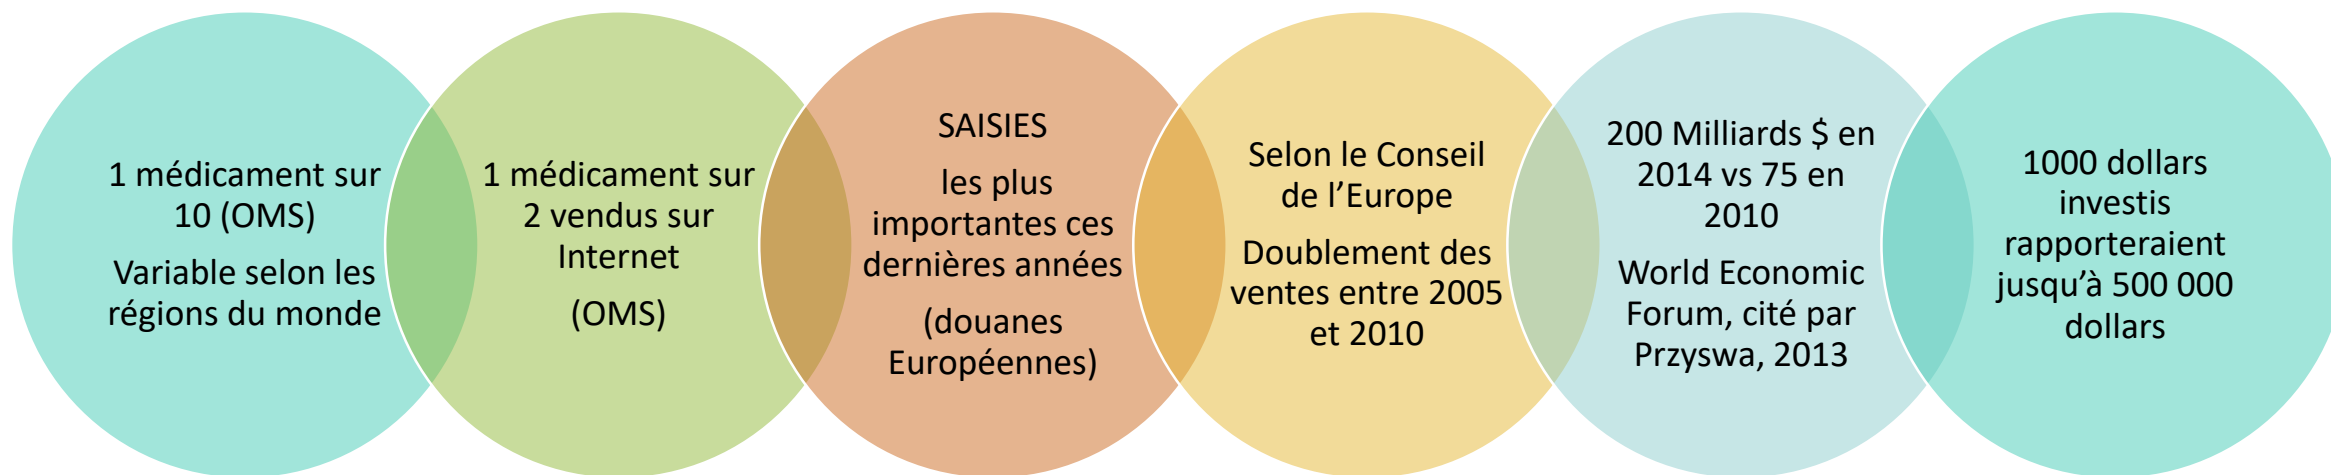 1 médicament sur
10 (OMS)
Variable selon les
régions du monde
1 médicament sur
2 vendus sur
Internet
(OMS)
SAISIES
les plus
importantes ces
dernières années
(douanes
Européennes)
Selon le Conseil
de l’Europe
Doublement des
ventes entre 2005
et 2010
200 Milliards $ en
2014 vs 75 en
2010
World Economic
Forum, cité par
Przyswa, 2013
1000 dollars
investis
rapporteraient
jusqu’à 500 000
dollars